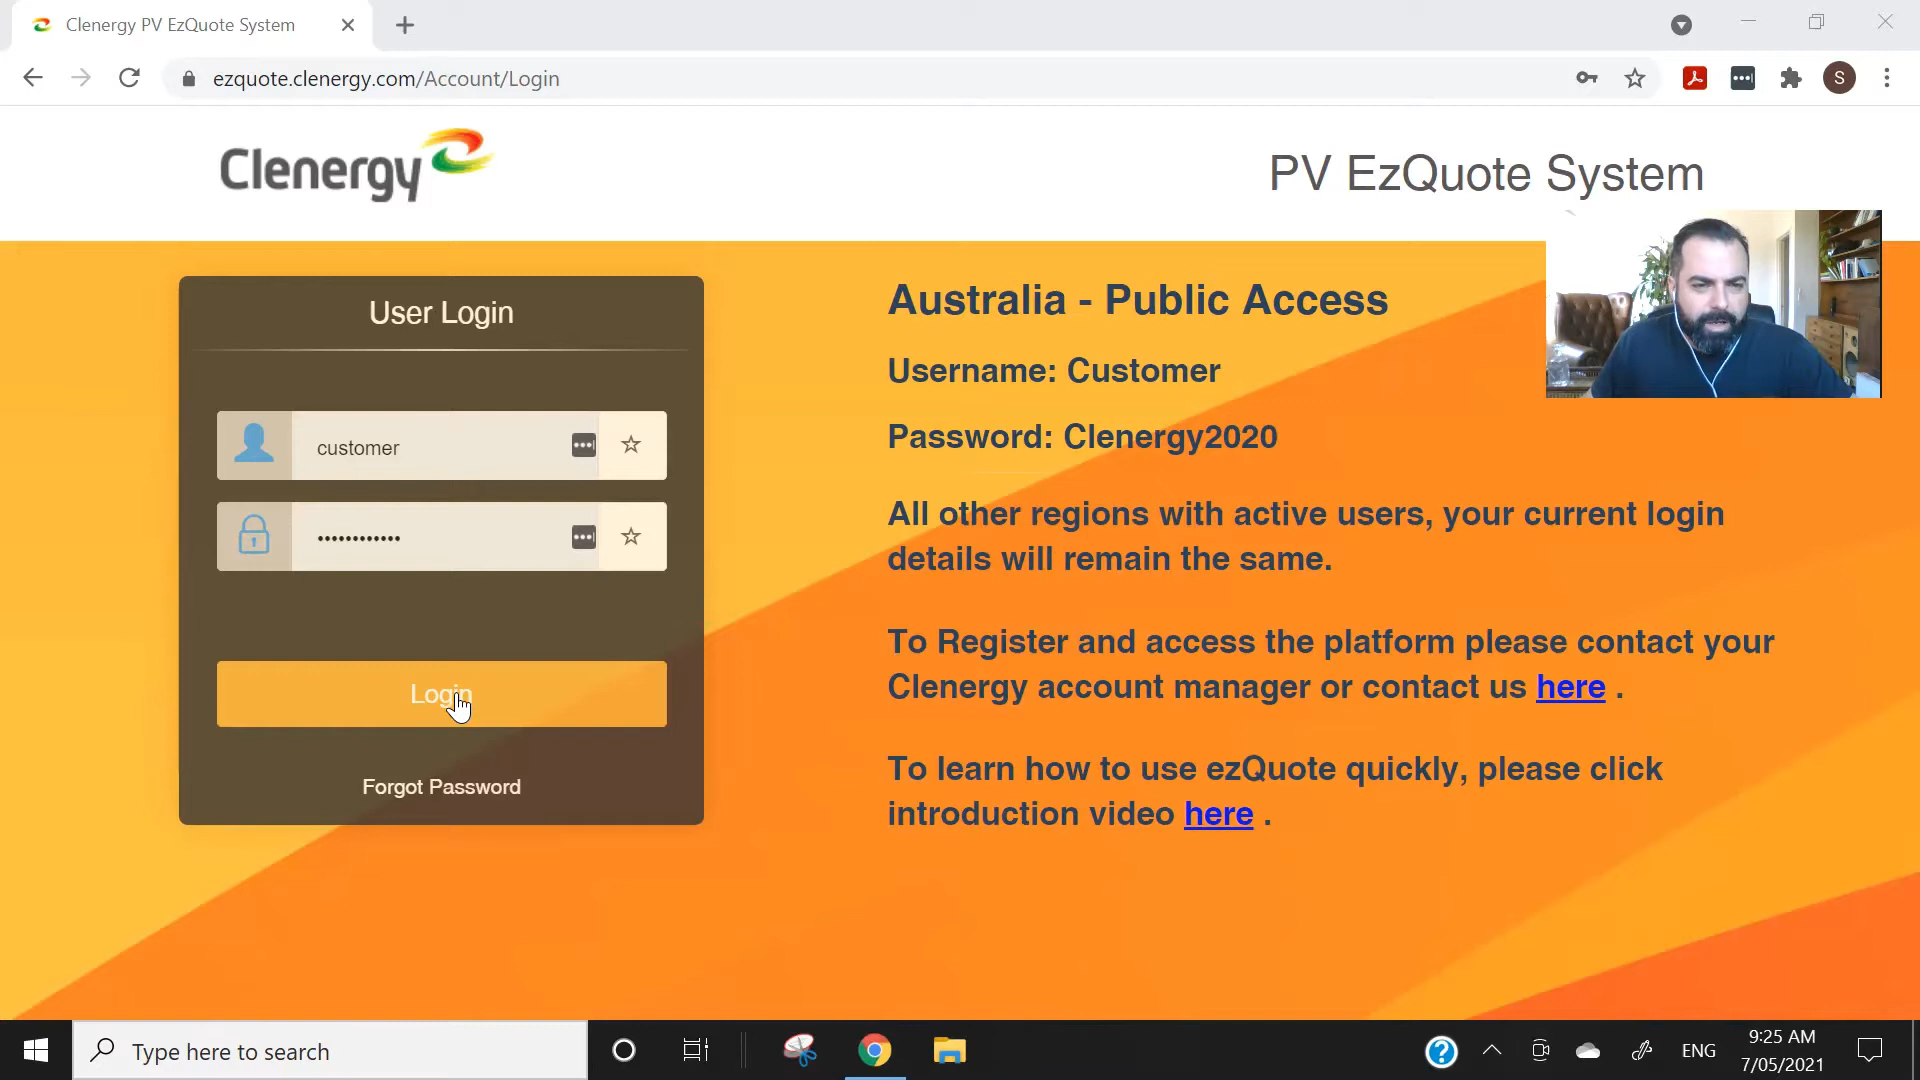 Clenergy PV EzQuote System
ezquote.clenergy.com/Account/Login
S
Clenergy
PV EzQuote System
User Login
customer
••••••••••••
Login
Forgot Password
Australia - Public Access
Username: Customer
Password: Clenergy2020
All other regions with active users, your current login
details will remain the same.
To Register and access the platform please contact your
Clenergy account manager or contact us here .
To learn how to use ezQuote quickly, please click
introduction video here .
Type here to search
ENG
9:25 AM
7/05/2021